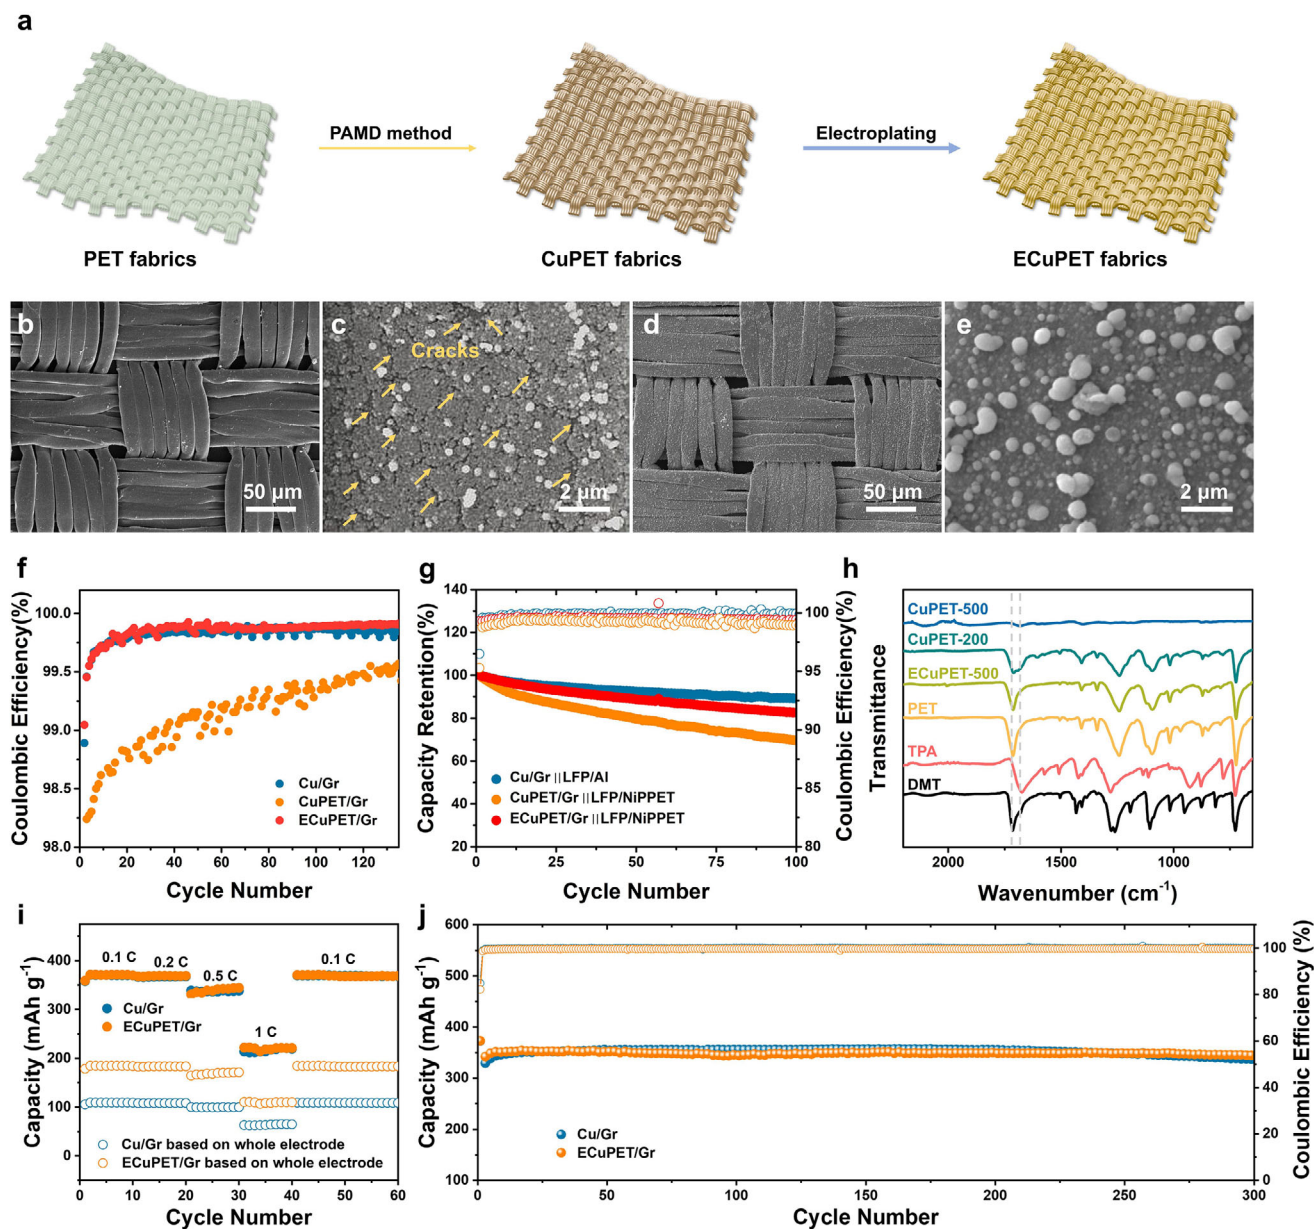 a
PAMD method
Electroplating
PET fabrics
CuPET fabrics
ECuPET fabrics
b
50 µm
c
Cracks
2 µm
d
50 µm
e
2 µm
f
Coulombic Efficiency(%)
100.0
99.5
99.0
98.5
98.0
Cu/Gr
CuPET/Gr
ECuPET/Gr
0 20 40 60 80 100 120
Cycle Number
g
Capacity Retention(%)
140
120
100
80
60
40
20
Cu/Gr||LFP/Al
CuPET/Gr||LFP/NiPPET
ECuPET/Gr||LFP/NiPPET
100
95
90
85
80
Coulombic Efficiency(%)
0 25 50 75 100
Cycle Number
h
Transmittance
CuPET-500
CuPET-200
ECuPET-500
PET
TPA
DMT
2000 1500 1000
Wavenumber (cm⁻¹)
i
Capacity (mAh g⁻¹)
400
300
200
100
0
0.1 C
0.2 C
0.5 C
1 C
0.1 C
Cu/Gr
ECuPET/Gr
Cu/Gr based on whole electrode
ECuPET/Gr based on whole electrode
0 10 20 30 40 50 60
Cycle Number
j
Capacity (mAh g⁻¹)
600
500
400
300
200
100
Cu/Gr
ECuPET/Gr
100
80
60
40
20
0
Coulombic Efficiency (%)
0 50 100 150 200 250 300
Cycle Number